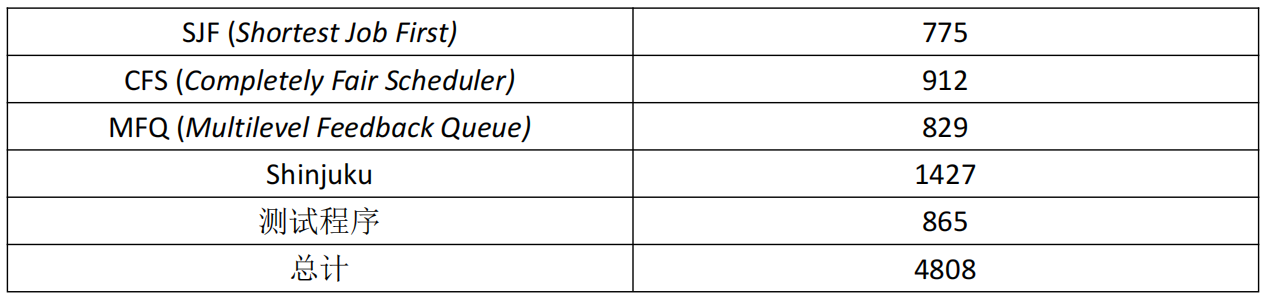 SJF (Shortest Job First) 775
CFS (Completely Fair Scheduler) 912
MFQ (Multilevel Feedback Queue) 829
Shinjuku 1427
测试程序 865
总计 4808